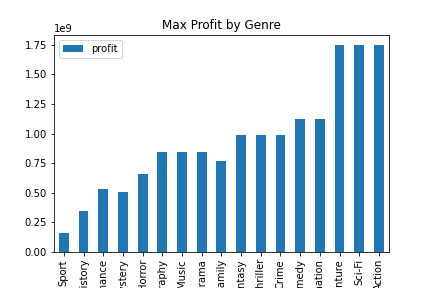 Max Profit by Genre
1e9
profit
1.75
1.50
1.25
1.00
0.75
0.50
0.25
0.00
Sport
istory
nance
stery
Horror
raphy
Music
rama
amily
ntasy
hriller
Crime
medy
nation
nture
Sci-Fi
Action